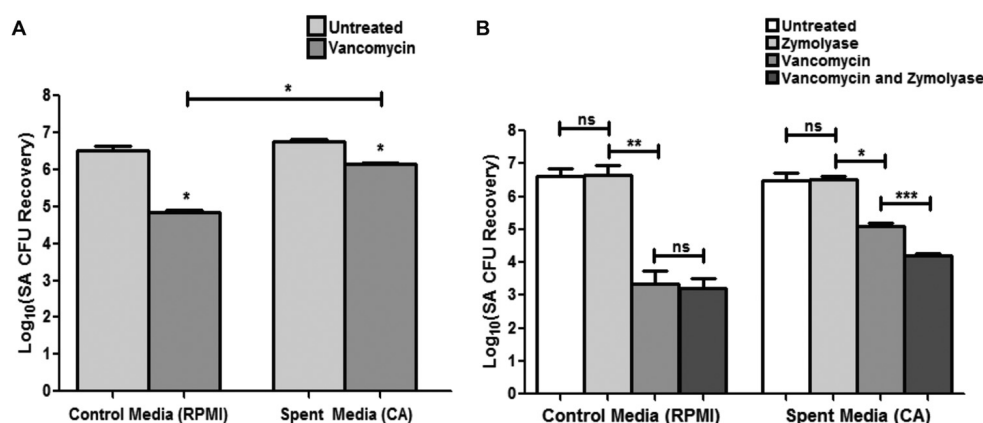 A
Untreated
Vancomycin
Log10(SA CFU Recovery)
7
6
5
4
3
2
1
0
*
*
*
Control Media (RPMI)
Spent Media (CA)
B
Untreated
Zymolyase
Vancomycin
Vancomycin and Zymolyase
Log10(SA CFU Recovery)
8
7
6
5
4
3
2
1
0
ns
**
ns
ns
*
***
Control Media (RPMI)
Spent Media (CA)